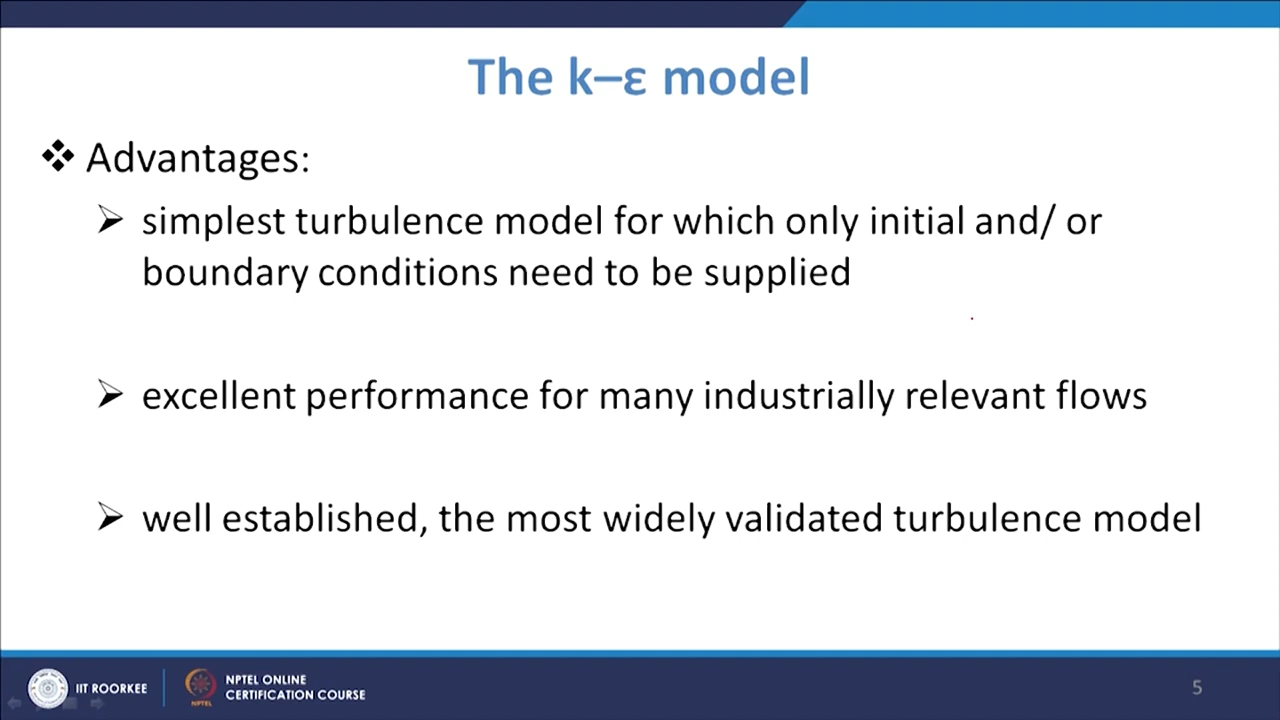 The k–ε model
Advantages:
simplest turbulence model for which only initial and/ or
boundary conditions need to be supplied
excellent performance for many industrially relevant flows
well established, the most widely validated turbulence model
IIT ROORKEE
NPTEL
NPTEL ONLINE
CERTIFICATION COURSE
5